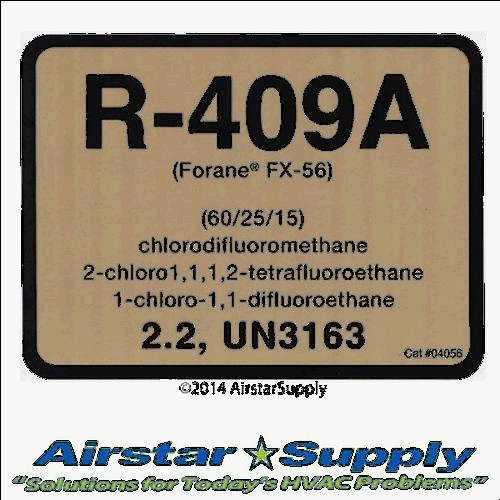 R-409A
(Forane® FX-56)
(60/25/15)
chlorodifluoromethane
2-chloro1,1,1,2-tetrafluoroethane
1-chloro-1,1-difluoroethane
2.2, UN3163
Cat #04056
©2014 AirstarSupply
Airstar Supply
"Solutions for Today's HVAC Problems"